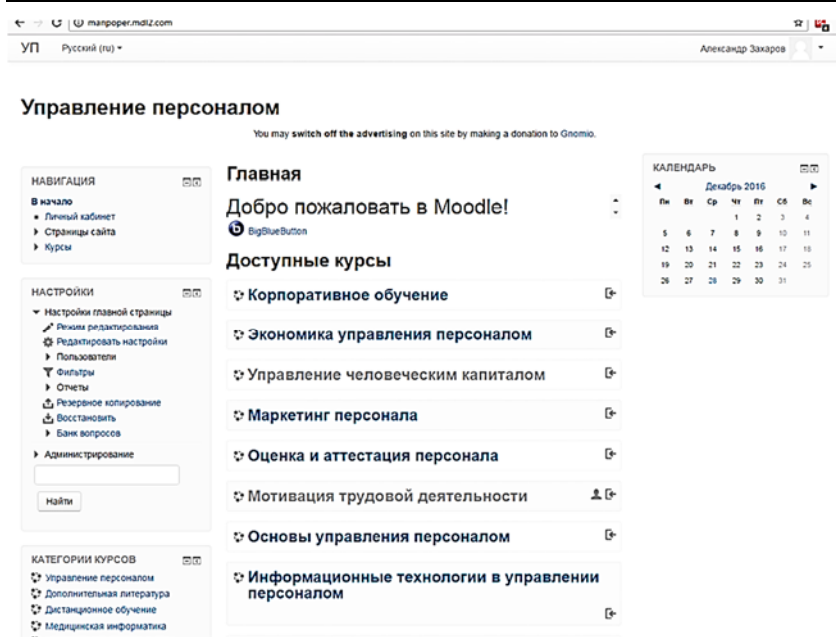 manpoper.mdl2.com
УП Русский (ru) Александр Захаров
Управление персоналом
You may switch off the advertising on this site by making a donation to Gnomio.
НАВИГАЦИЯ
В начало
Личный кабинет
Страницы сайта
Курсы
НАСТРОЙКИ
Настройки главной страницы
Режим редактирования
Редактировать настройки
Пользователи
Фильтры
Отчеты
Резервное копирование
Восстановить
Банк вопросов
Администрирование
Найти
КАТЕГОРИИ КУРСОВ
Управление персоналом
Дополнительная литература
Дистанционное обучение
Медицинская информатика
Главная
Добро пожаловать в Moodle!
BigBlueButton
Доступные курсы
Корпоративное обучение
Экономика управления персоналом
Управление человеческим капиталом
Маркетинг персонала
Оценка и аттестация персонала
Мотивация трудовой деятельности
Основы управления персоналом
Информационные технологии в управлении
персоналом
КАЛЕНДАРЬ
Декабрь 2016
Пн Вт Ср Чт Пт Сб Вс
1 2 3 4
5 6 7 8 9 10 11
12 13 14 15 16 17 18
19 20 21 22 23 24 25
26 27 28 29 30 31